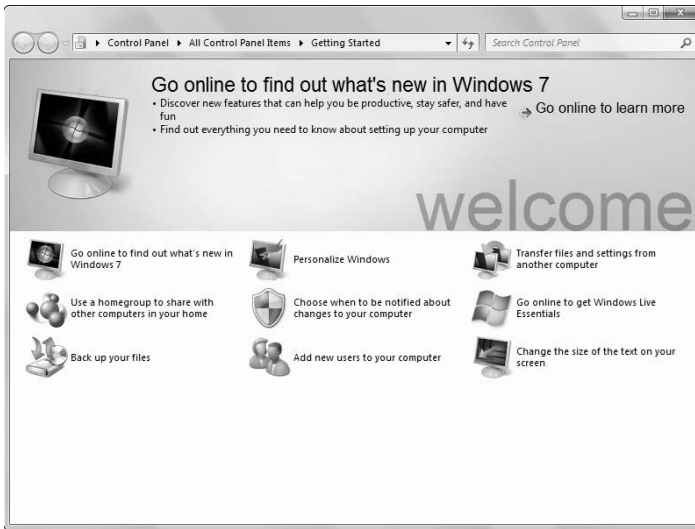 Control Panel ▸ All Control Panel Items ▸ Getting Started
Search Control Panel
Go online to find out what's new in Windows 7
• Discover new features that can help you be productive, stay safer, and have
fun
• Find out everything you need to know about setting up your computer
Go online to learn more
welcome
Go online to find out what's new in
Windows 7
Personalize Windows
Transfer files and settings from
another computer
Use a homegroup to share with
other computers in your home
Choose when to be notified about
changes to your computer
Go online to get Windows Live
Essentials
Back up your files
Add new users to your computer
Change the size of the text on your
screen